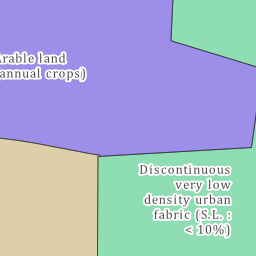 Arable land
(annual crops)
Discontinuous
very low
density urban
fabric (S.L. :
< 10%)